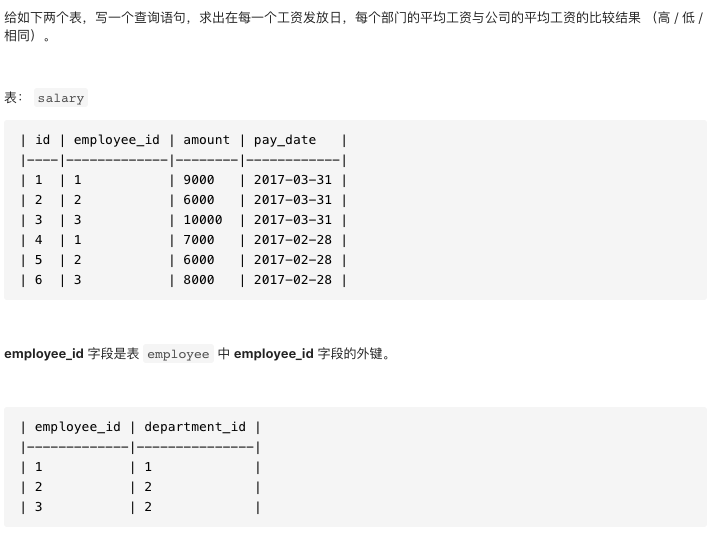 给如下两个表，写一个查询语句，求出在每一个工资发放日，每个部门的平均工资与公司的平均工资的比较结果 （高 / 低 /
相同）。
表： salary
| id | employee_id | amount | pay_date   |
|----|-------------|--------|------------|
| 1  | 1           | 9000   | 2017-03-31 |
| 2  | 2           | 6000   | 2017-03-31 |
| 3  | 3           | 10000  | 2017-03-31 |
| 4  | 1           | 7000   | 2017-02-28 |
| 5  | 2           | 6000   | 2017-02-28 |
| 6  | 3           | 8000   | 2017-02-28 |
employee_id 字段是表 employee 中 employee_id 字段的外键。
| employee_id | department_id |
|-------------|---------------|
| 1           | 1             |
| 2           | 2             |
| 3           | 2             |